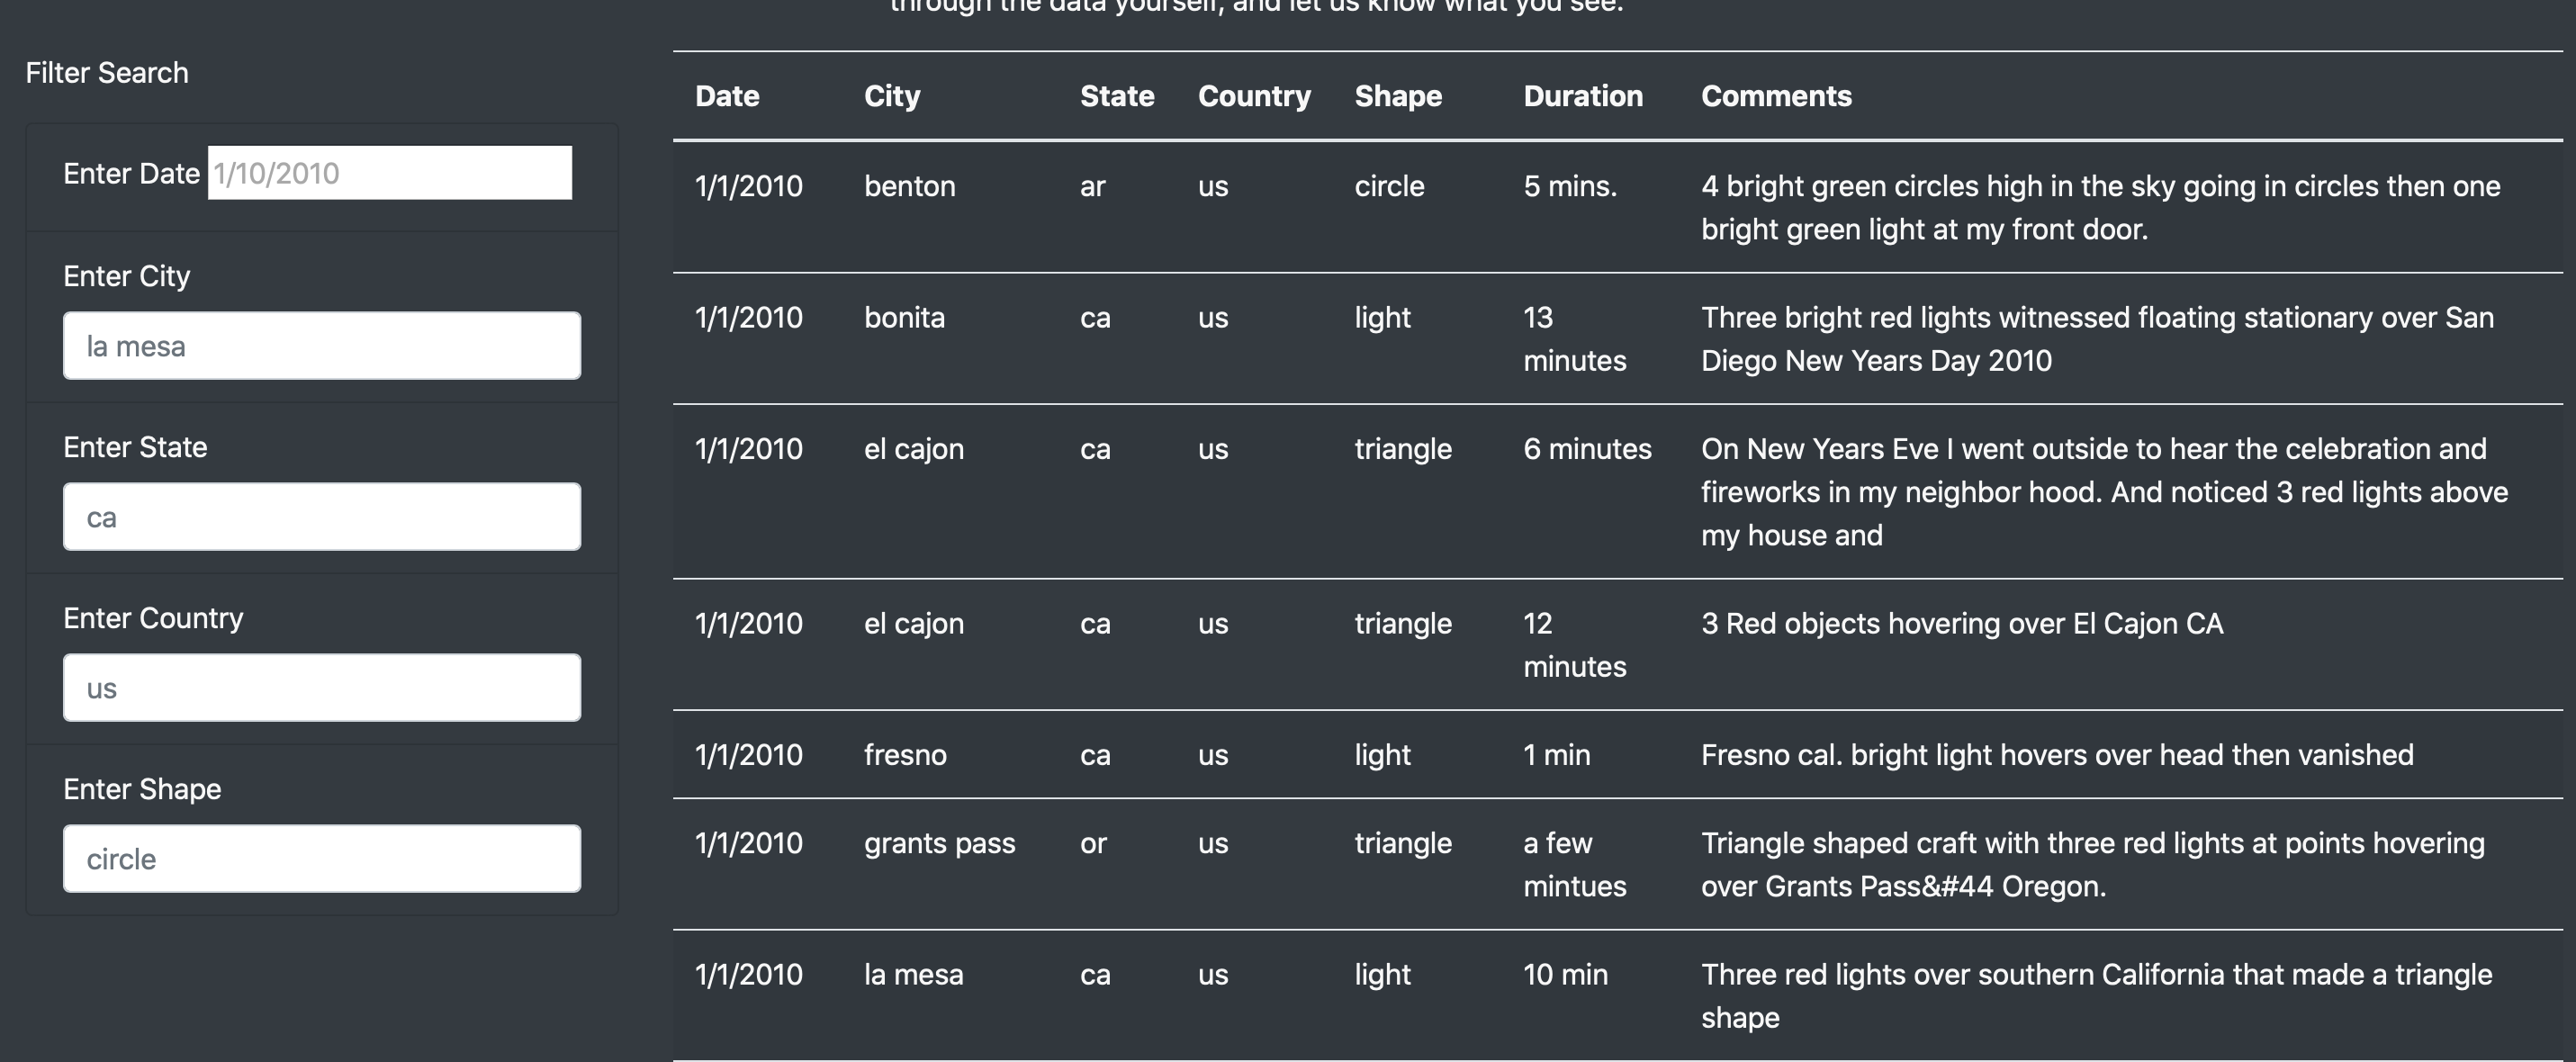 through the data yourself, and let us know what you see.
Filter Search
Enter Date 1/10/2010
Enter City
la mesa
Enter State
ca
Enter Country
us
Enter Shape
circle
Date City State Country Shape Duration Comments
1/1/2010 benton ar us circle 5 mins. 4 bright green circles high in the sky going in circles then one
bright green light at my front door.
1/1/2010 bonita ca us light 13 Three bright red lights witnessed floating stationary over San
minutes Diego New Years Day 2010
1/1/2010 el cajon ca us triangle 6 minutes On New Years Eve I went outside to hear the celebration and
fireworks in my neighbor hood. And noticed 3 red lights above
my house and
1/1/2010 el cajon ca us triangle 12 3 Red objects hovering over El Cajon CA
minutes
1/1/2010 fresno ca us light 1 min Fresno cal. bright light hovers over head then vanished
1/1/2010 grants pass or us triangle a few Triangle shaped craft with three red lights at points hovering
mintues over Grants Pass&#44 Oregon.
1/1/2010 la mesa ca us light 10 min Three red lights over southern California that made a triangle
shape